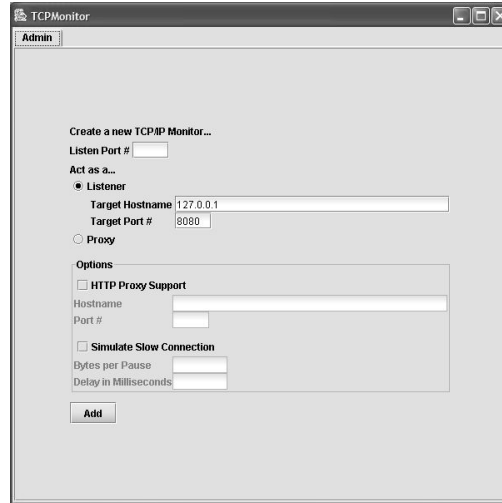 TCPMonitor
Admin
Create a new TCP/IP Monitor...
Listen Port #
Act as a...
Listener
Target Hostname 127.0.0.1
Target Port # 8080
Proxy
Options
HTTP Proxy Support
Hostname
Port #
Simulate Slow Connection
Bytes per Pause
Delay in Milliseconds
Add